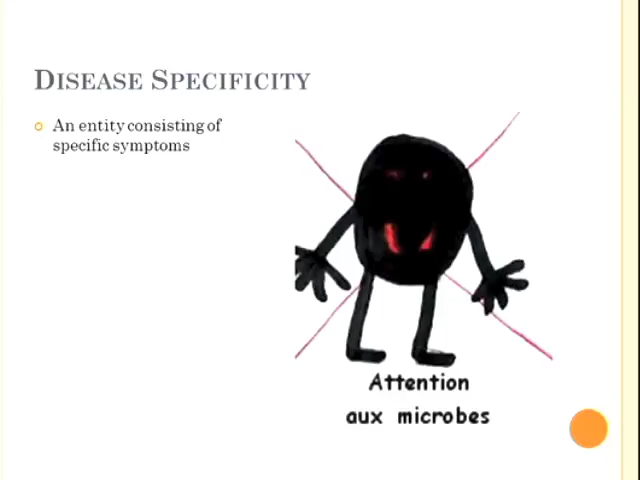 Disease Specificity
An entity consisting of
specific symptoms
Attention
aux microbes